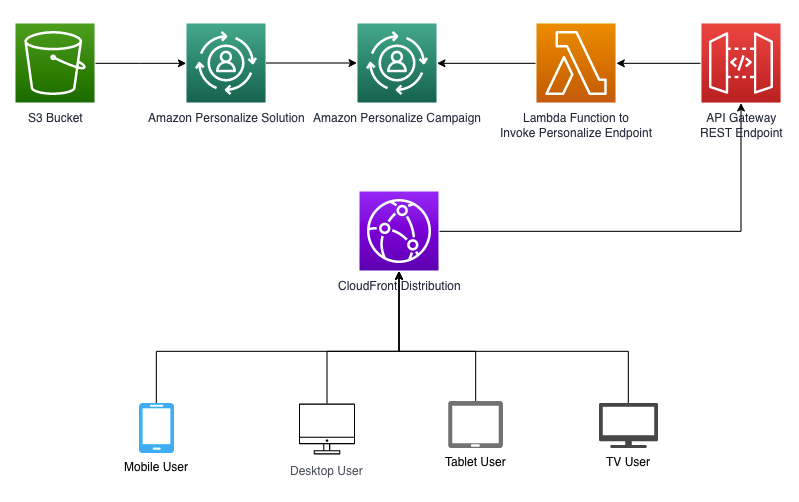 S3 Bucket
Amazon Personalize Solution
Amazon Personalize Campaign
Lambda Function to
Invoke Personalize Endpoint
API Gateway
REST Endpoint
</>
CloudFront Distribution
Mobile User
Desktop User
Tablet User
TV User